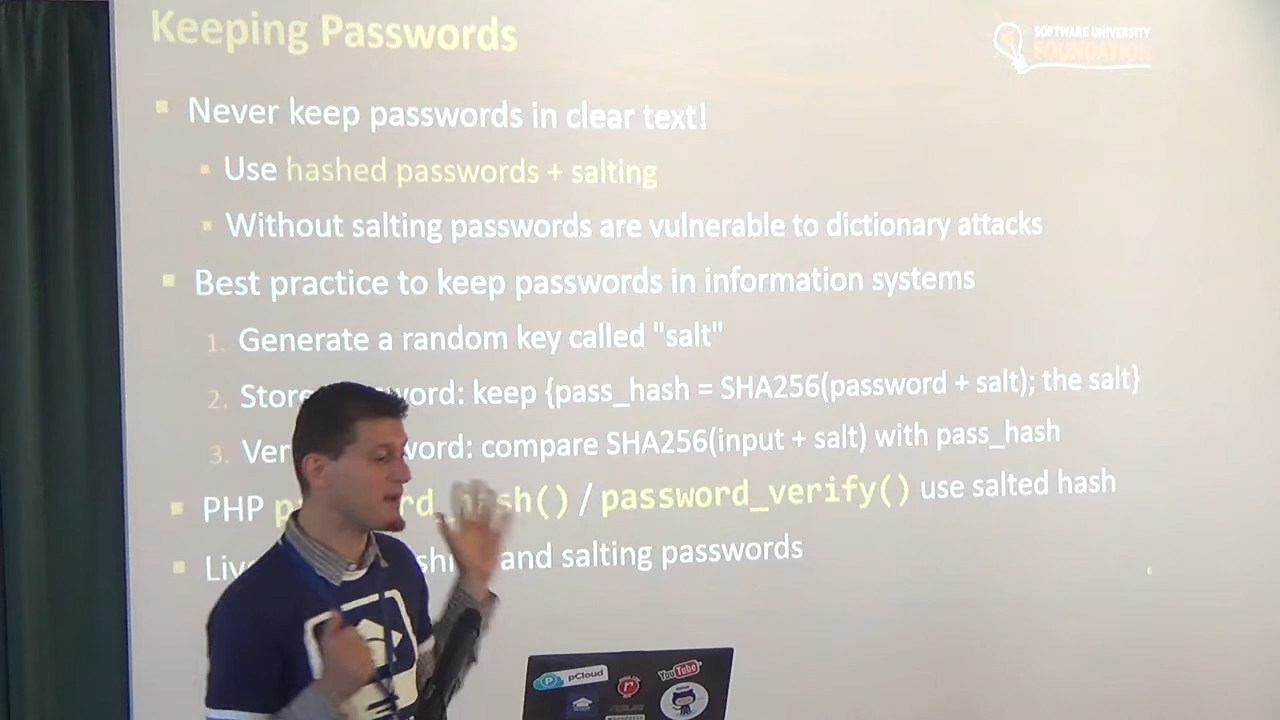 Keeping Passwords
SOFTWARE UNIVERSITY
FOUNDATION
Never keep passwords in clear text!
Use hashed passwords + salting
Without salting passwords are vulnerable to dictionary attacks
Best practice to keep passwords in information systems
1. Generate a random key called "salt"
2. Store word: keep {pass_hash = SHA256(password + salt); the salt}
3. Ver word: compare SHA256(input + salt) with pass_hash
PHP p rd_hash() / password_verify() use salted hash
Liv shi and salting passwords
pCloud
YouTube